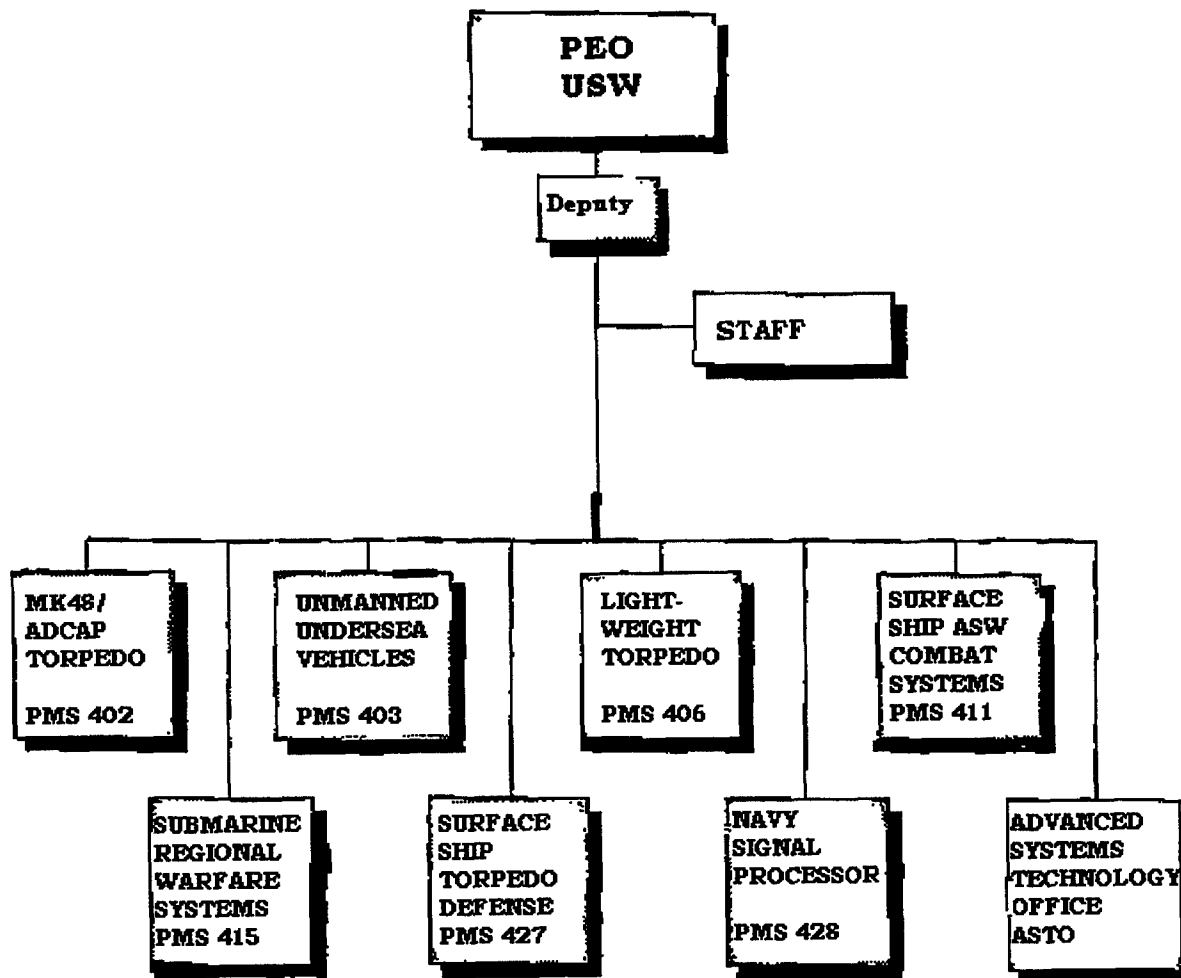 PEO
USW
Deputy
STAFF
MK48/
ADCAP
TORPEDO
PMS 402
UNMANNED
UNDERSEA
VEHICLES
PMS 403
LIGHT-
WEIGHT
TORPEDO
PMS 406
SURFACE
SHIP ASW
COMBAT
SYSTEMS
PMS 411
SUBMARINE
REGIONAL
WARFARE
SYSTEMS
PMS 415
SURFACE
SHIP
TORPEDO
DEFENSE
PMS 427
NAVY
SIGNAL
PROCESSOR
PMS 428
ADVANCED
SYSTEMS
TECHNOLOGY
OFFICE
ASTO